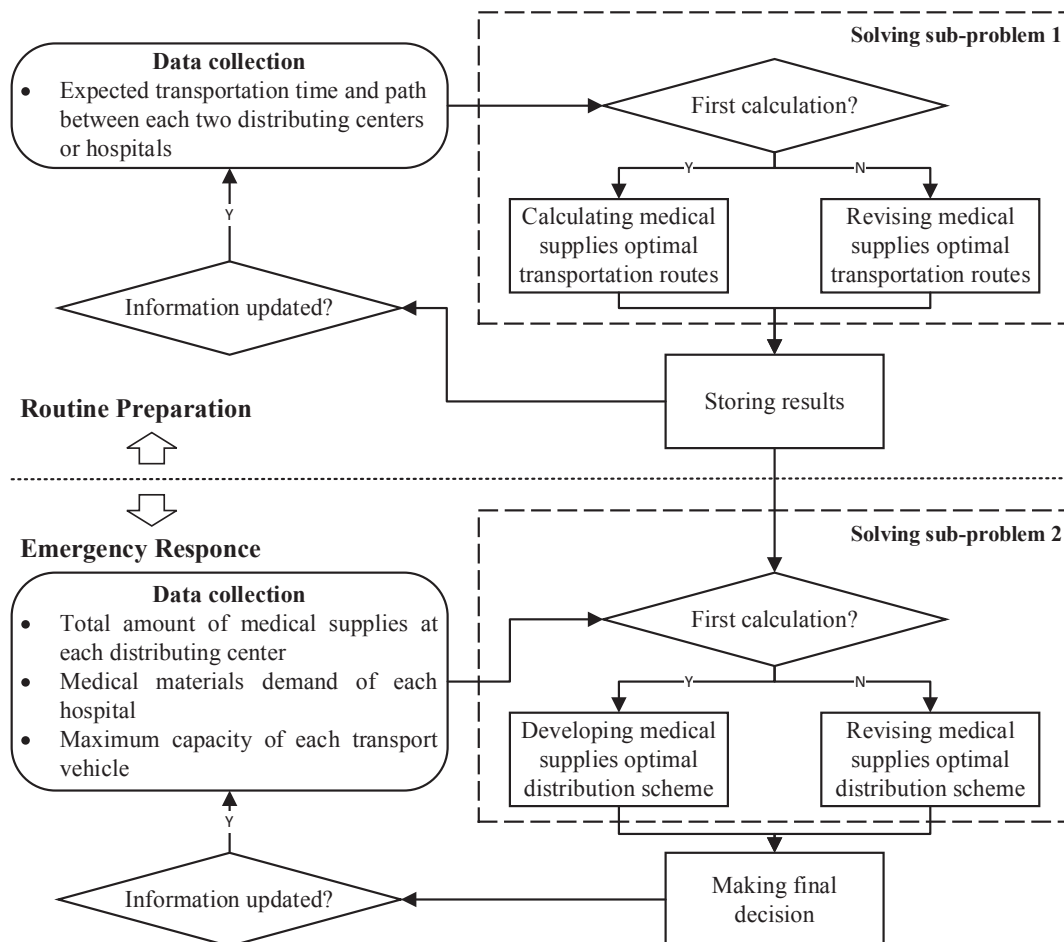 Solving sub-problem 1
Data collection
• Expected transportation time and path
between each two distributing centers
or hospitals
First calculation?
Y
N
Y
Calculating medical
supplies optimal
transportation routes
Revising medical
supplies optimal
transportation routes
Information updated?
Storing results
Routine Preparation
Emergency Responce
Solving sub-problem 2
Data collection
• Total amount of medical supplies at
each distributing center
• Medical materials demand of each
hospital
• Maximum capacity of each transport
vehicle
First calculation?
Y
N
Developing medical
supplies optimal
distribution scheme
Revising medical
supplies optimal
distribution scheme
Y
Information updated?
Making final
decision